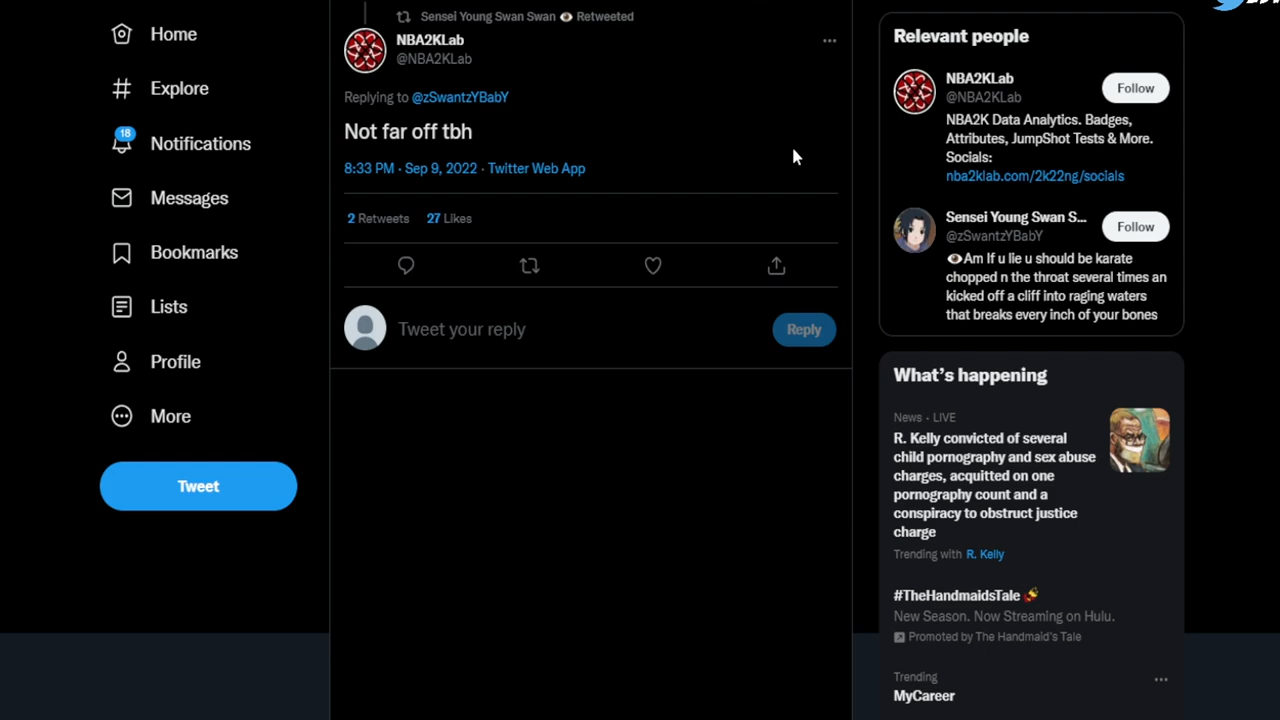 Home
Explore
18
Notifications
Messages
Bookmarks
Lists
Profile
More
Tweet
Sensei Young Swan Swan 👁 Retweeted
NBA2KLab
@NBA2KLab
Replying to @zSwantzYBabY
Not far off tbh
8:33 PM · Sep 9, 2022 · Twitter Web App
2 Retweets 27 Likes
Tweet your reply
Reply
Relevant people
NBA2KLab
@NBA2KLab
Follow
NBA2K Data Analytics. Badges,
Attributes, JumpShot Tests & More.
Socials:
nba2klab.com/2k22ng/socials
Sensei Young Swan S...
@zSwantzYBabY
Follow
👁Am If u lie u should be karate
chopped n the throat several times an
kicked off a cliff into raging waters
that breaks every inch of your bones
What's happening
News · LIVE
R. Kelly convicted of several
child pornography and sex abuse
charges, acquitted on one
pornography count and a
conspiracy to obstruct justice
charge
Trending with R. Kelly
#TheHandmaidsTale
New Season. Now Streaming on Hulu.
Promoted by The Handmaid's Tale
Trending
MyCareer